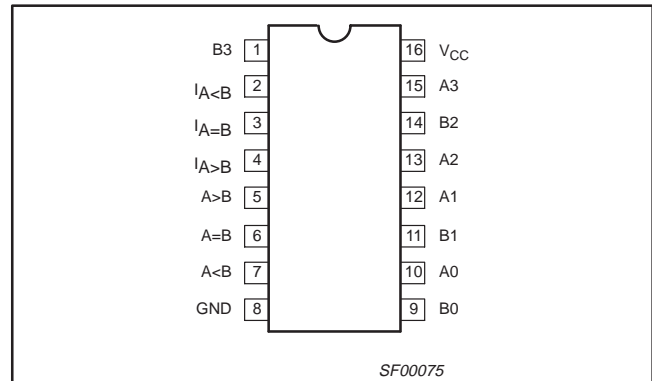 B3 1 16 VCC
IA<B 2 15 A3
IA=B 3 14 B2
IA>B 4 13 A2
A>B 5 12 A1
A=B 6 11 B1
A<B 7 10 A0
GND 8 9 B0
SF00075